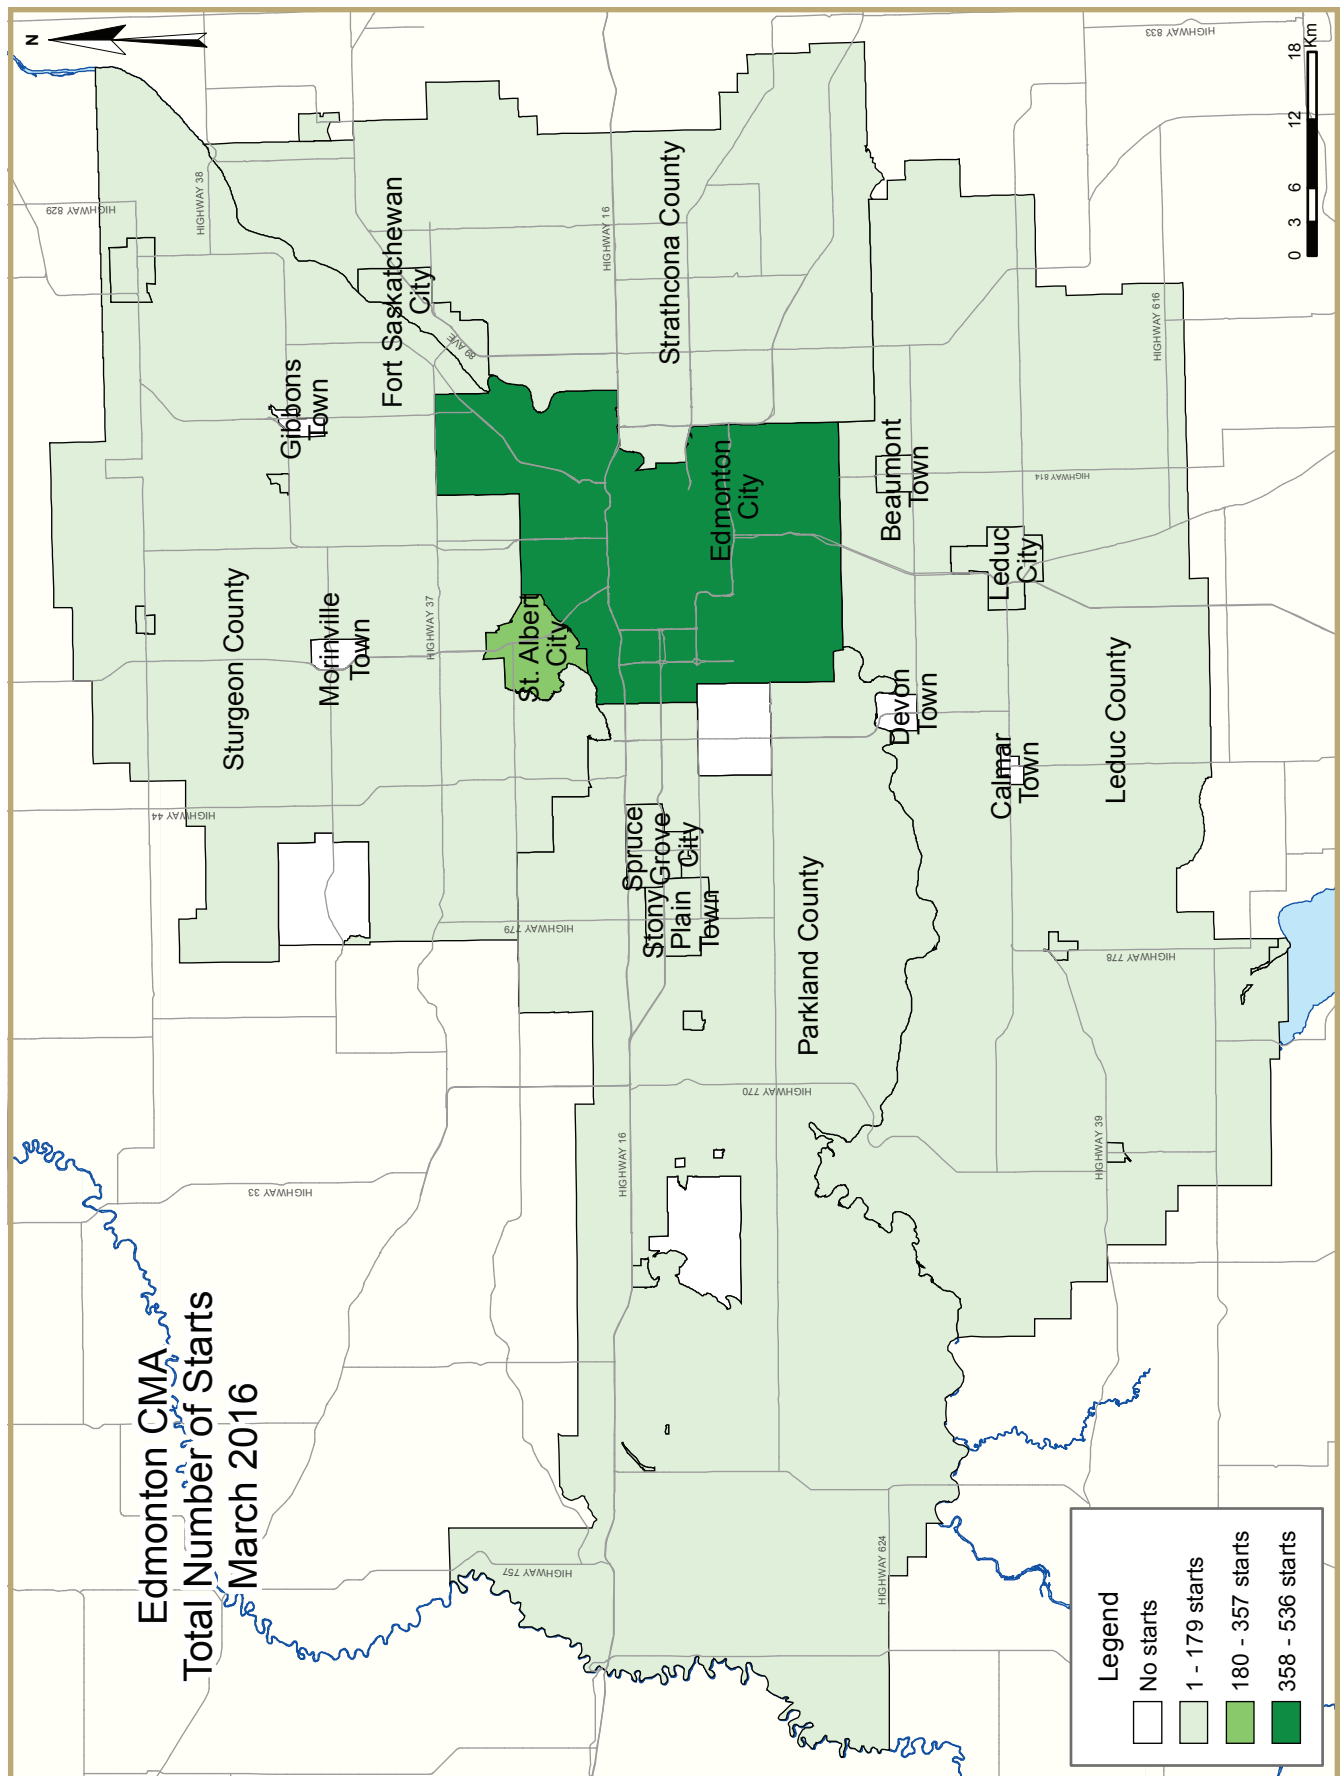 Edmonton CMA
Total Number of Starts
March 2016
N
HIGHWAY 829
HIGHWAY 38
HIGHWAY 833
Fort Saskatchewan
City
89 AVE
Gibbons
Town
Sturgeon County
Morinville
Town
HIGHWAY 37
HIGHWAY 44
HIGHWAY 779
St. Albert
City
HIGHWAY 16
Strathcona County
Edmonton
City
Spruce
Grove
City
Stony
Plain
Town
Parkland County
HIGHWAY 770
HIGHWAY 16
HIGHWAY 33
HIGHWAY 757
HIGHWAY 624
Beaumont
Town
HIGHWAY 814
HIGHWAY 616
Leduc
City
Devon
Town
Calmar
Town
Leduc County
HIGHWAY 778
HIGHWAY 39
0 3 6 12 18
Km
Legend
No starts
1 - 179 starts
180 - 357 starts
358 - 536 starts